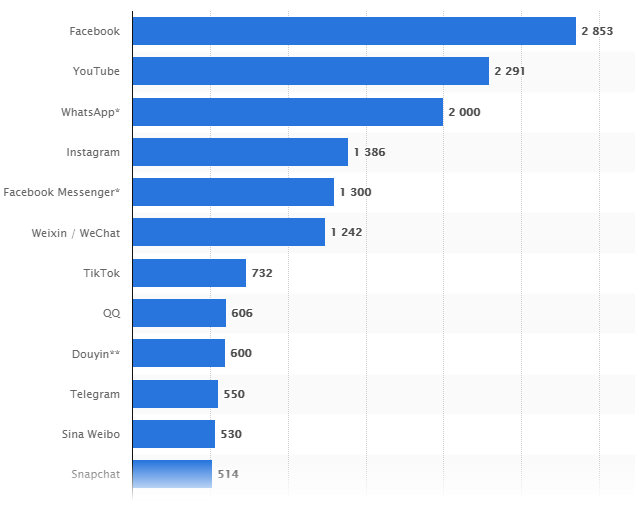 Facebook 2 853
YouTube 2 291
WhatsApp* 2 000
Instagram 1 386
Facebook Messenger* 1 300
Weixin / WeChat 1 242
TikTok 732
QQ 606
Douyin** 600
Telegram 550
Sina Weibo 530
Snapchat 514